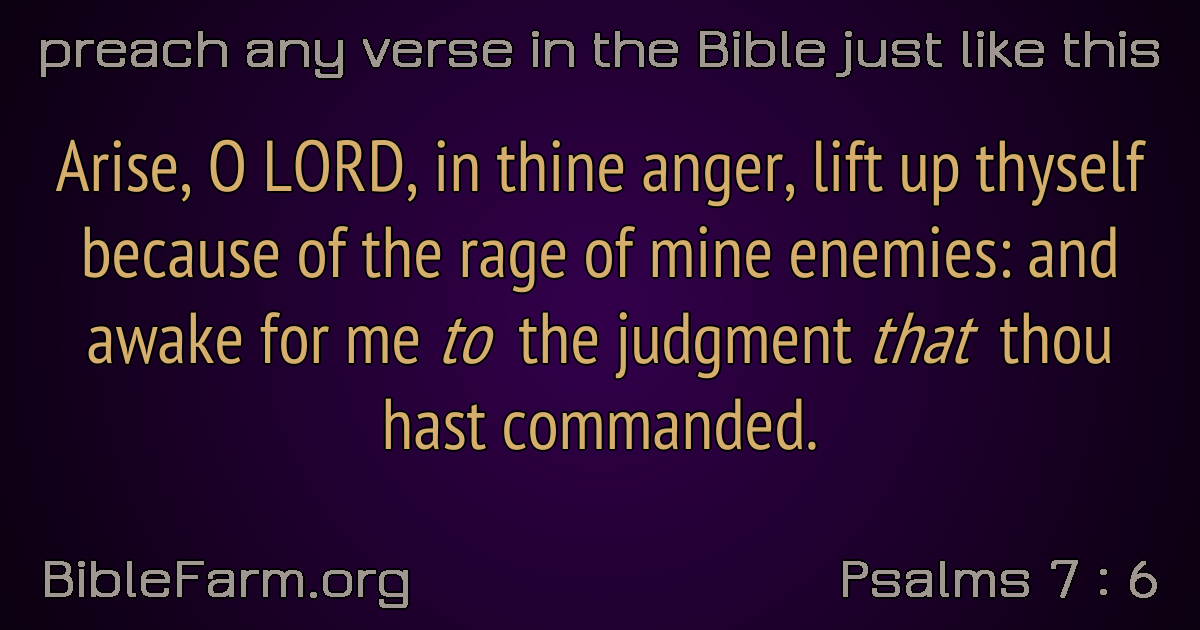 preach any verse in the Bible just like this
Arise, O LORD, in thine anger, lift up thyself
because of the rage of mine enemies: and
awake for me to the judgment that thou
hast commanded.
BibleFarm.org
Psalms 7 : 6